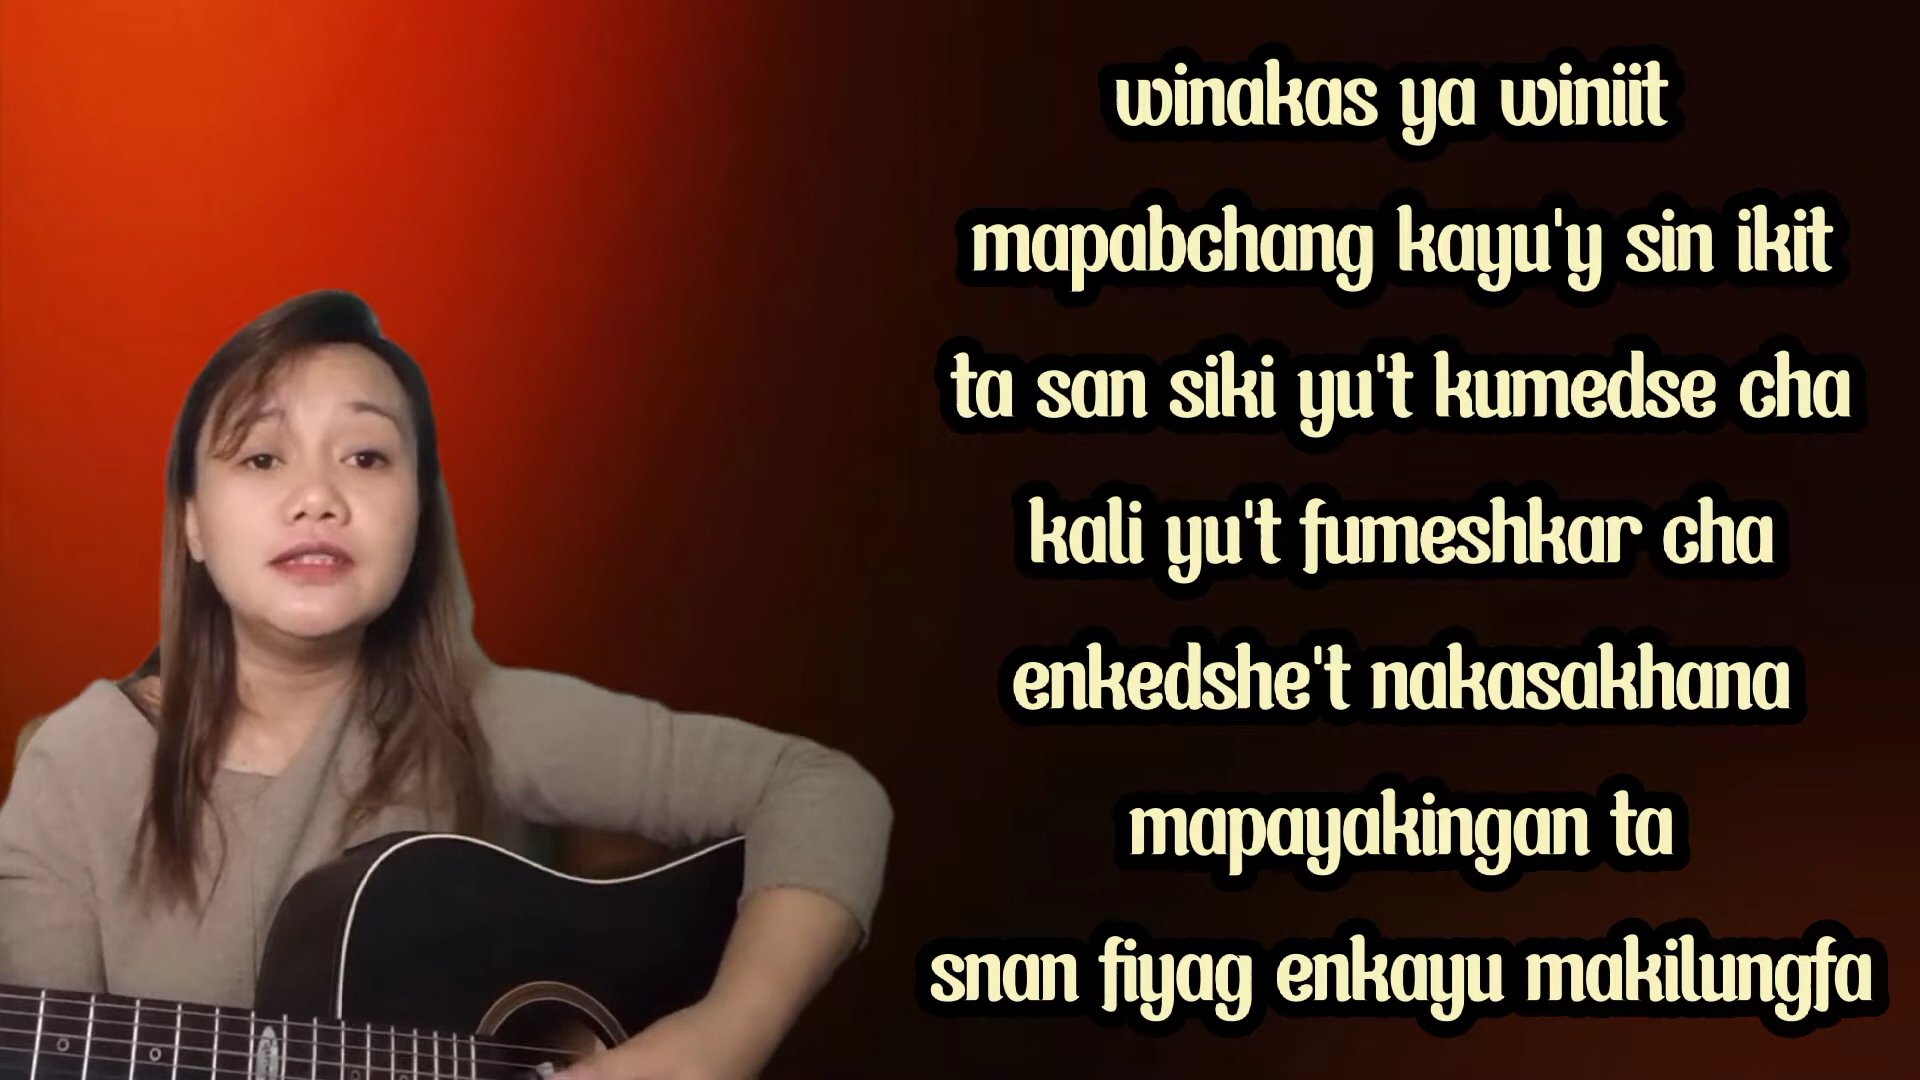 winakas ya winiit
mapabchang kayu'y sin ikit
ta san siki yu't kumedse cha
kali yu't fumeshkar cha
enkedshe't nakasakhana
mapayakingan ta
snan fiyag enkayu makilungfa